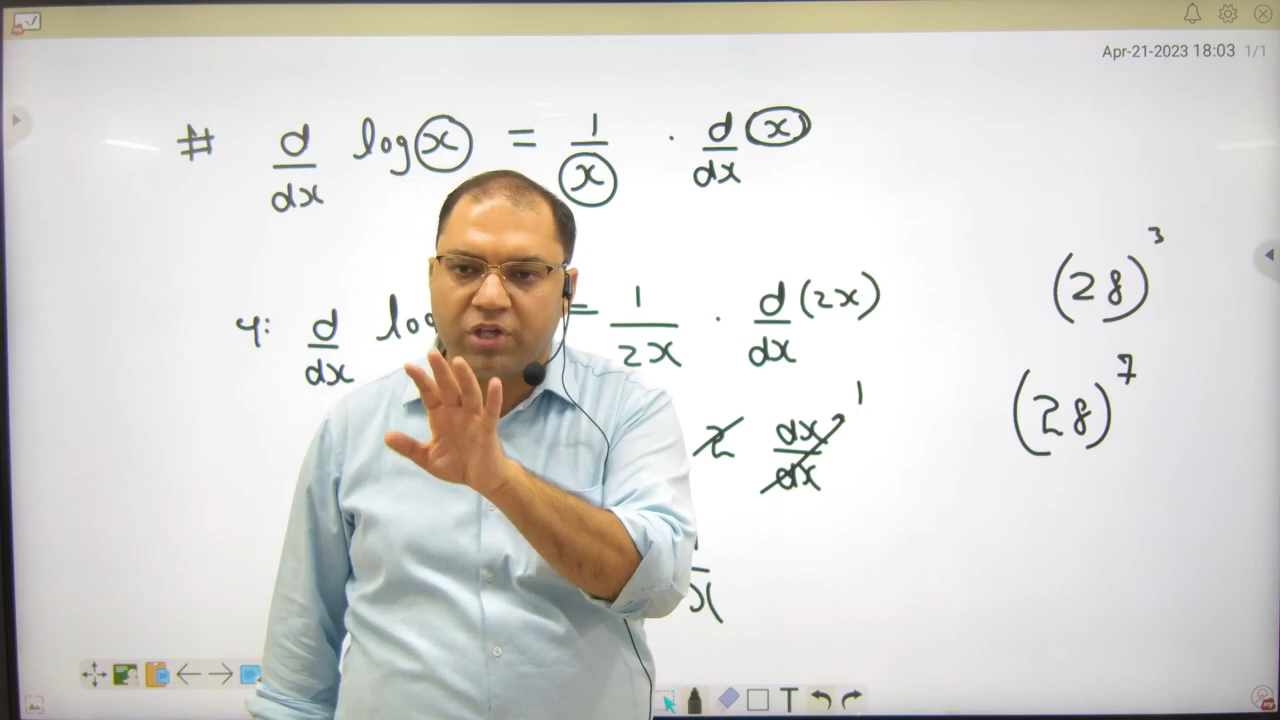 Apr-21-2023 18:03 1/1
# d/dx log x = 1/x · d/dx x
4: d/dx log = 1/2x · d/dx (2x)
2 dx/dx 1
x
(28)^3
(28)^7
T